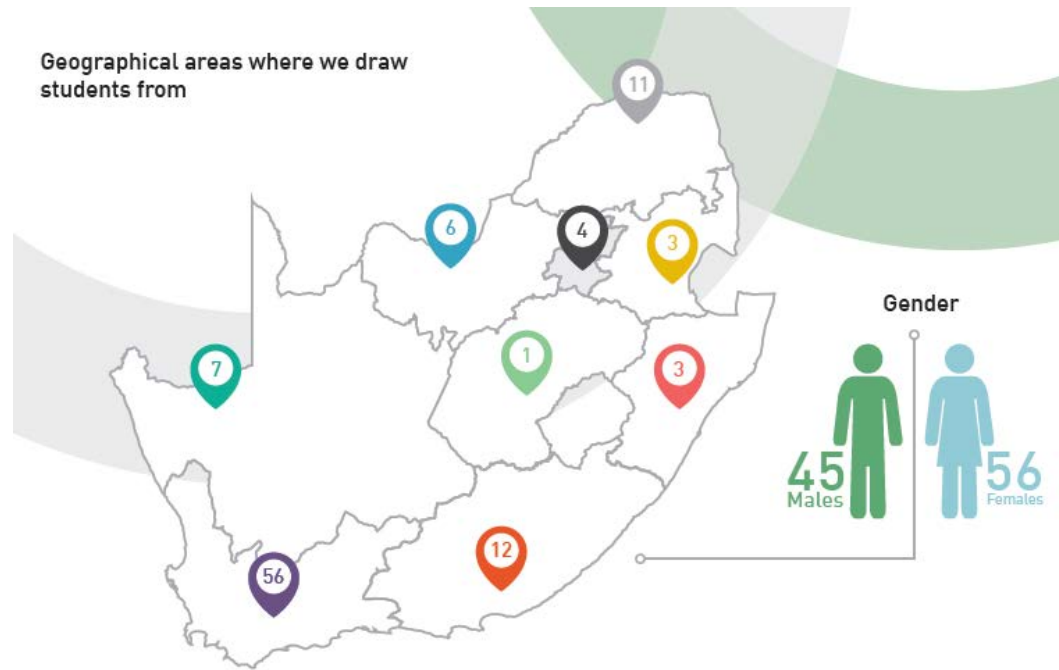 Geographical areas where we draw
students from
11
6
4
3
Gender
1
7
3
45
Males
56
Females
12
56